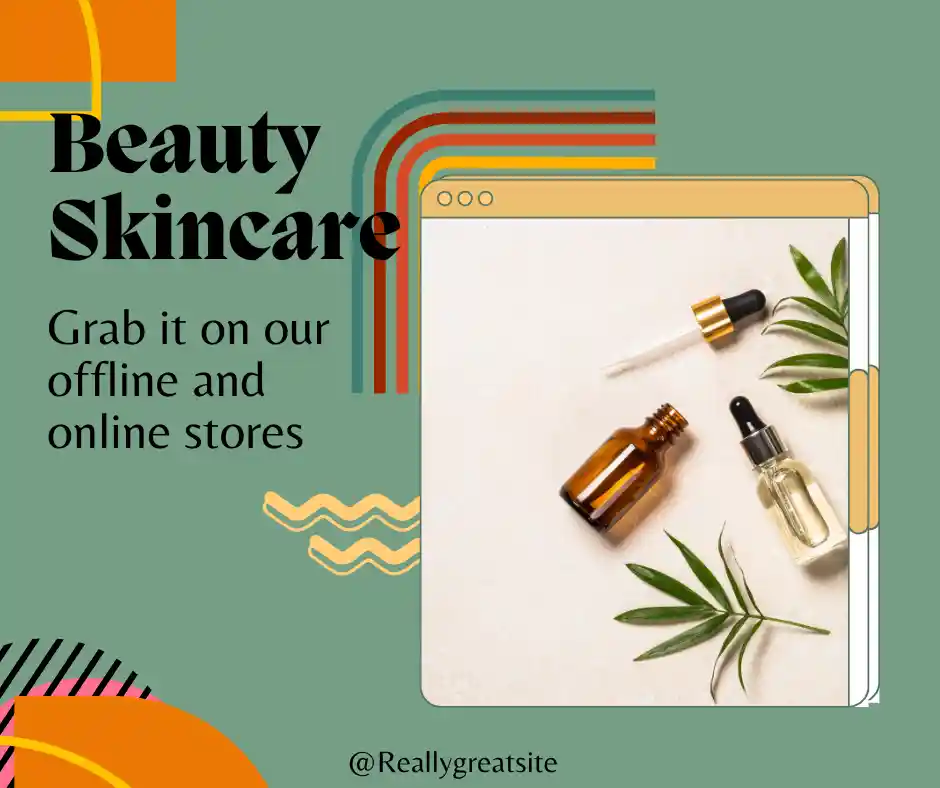 Beauty
Skincare
Grab it on our
offline and
online stores
@Reallygreatsite